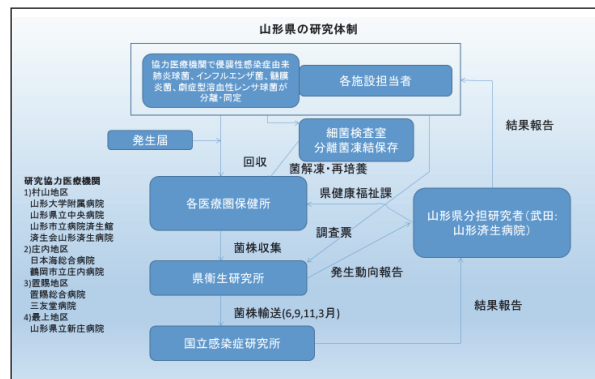 山形県の研究体制
協力医療機関で侵襲性感染症由来
肺炎球菌、インフルエンザ菌、髄膜
炎菌、劇症型溶血性レンサ球菌が
分離・同定
各施設担当者
発生届
細菌検査室
分離菌凍結保存
結果報告
回収
菌解凍・再培養
研究協力医療機関
1)村山地区
山形大学附属病院
山形県立中央病院
山形市立病院済生館
済生会山形済生病院
2)庄内地区
日本海総合病院
鶴岡市立庄内病院
3)置賜地区
置賜総合病院
三友堂病院
4)最上地区
山形県立新庄病院
各医療圏保健所
県健康福祉課
山形県分担研究者(武田:
山形済生病院)
菌株収集
調査票
県衛生研究所
発生動向報告
菌株輸送(6,9,11,3月)
結果報告
国立感染症研究所